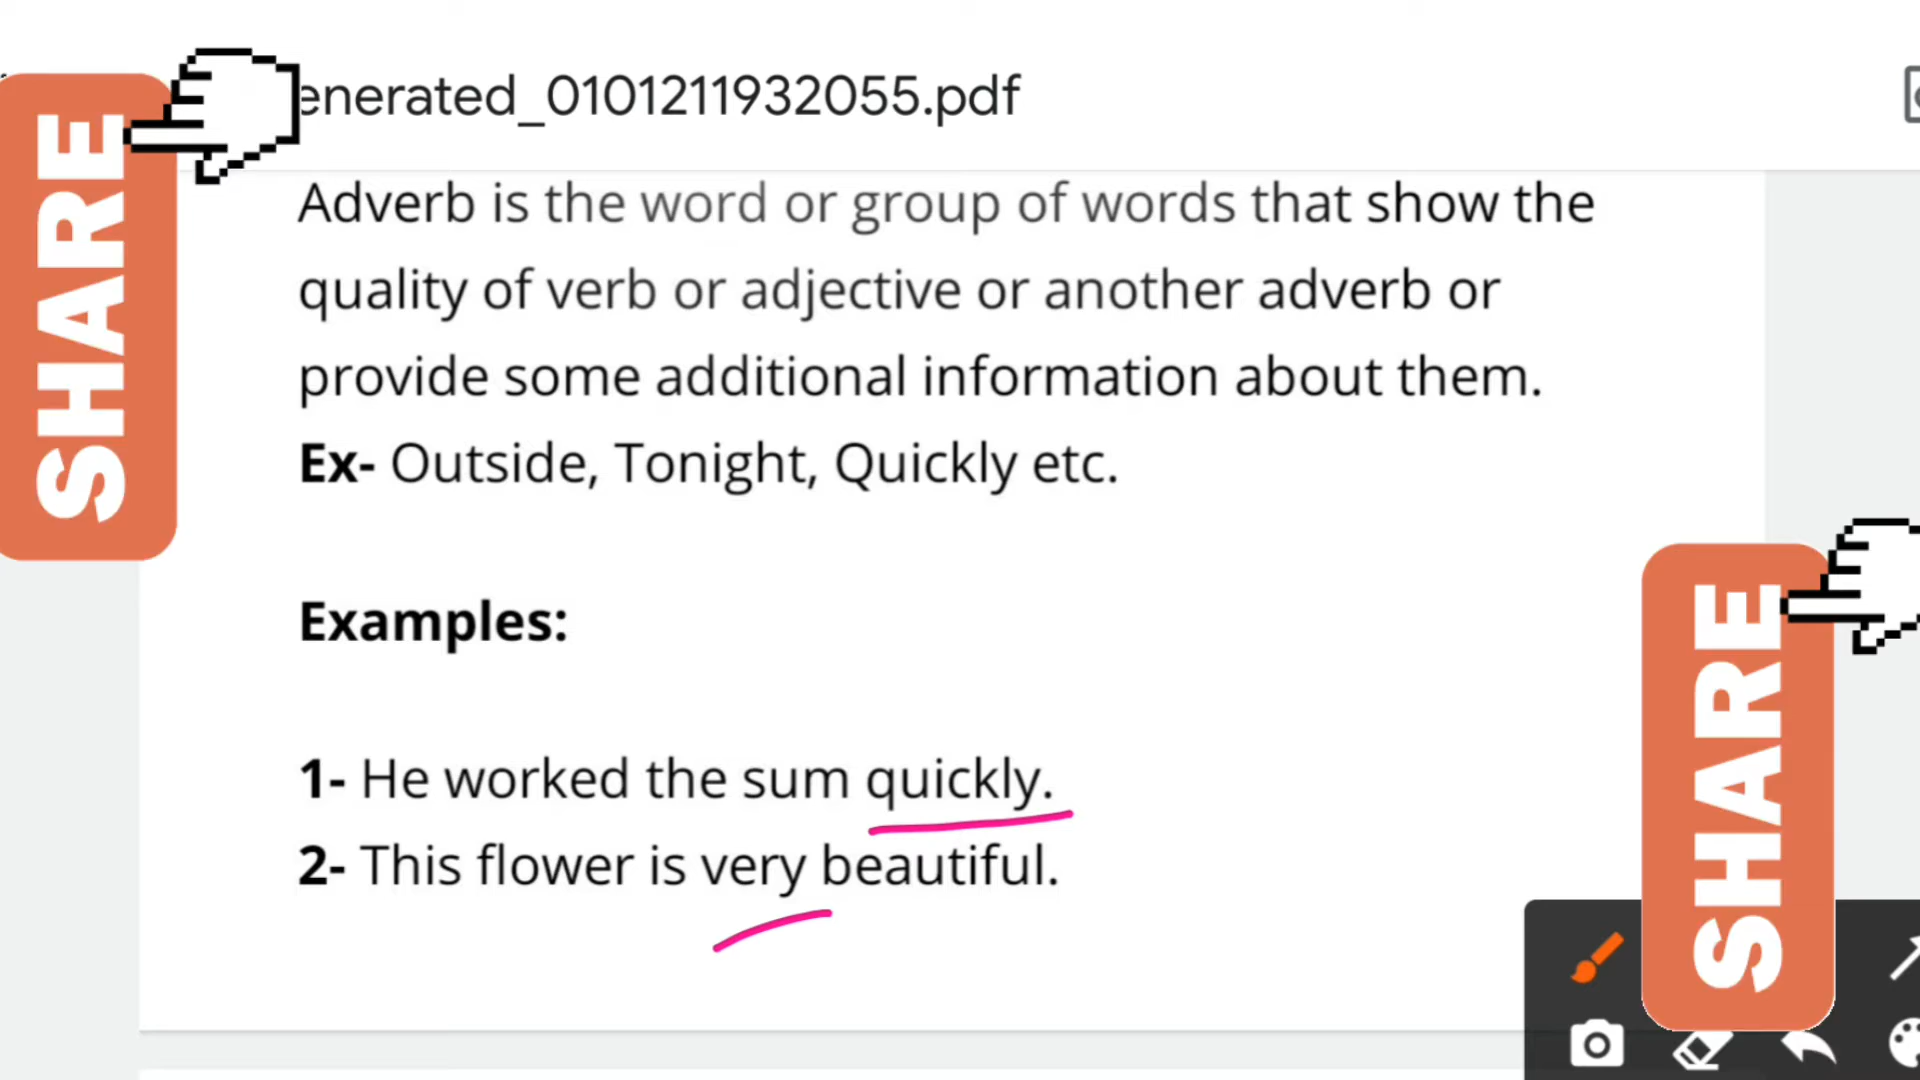 enerated_0101211932055.pdf
SHARE
Adverb is the word or group of words that show the
quality of verb or adjective or another adverb or
provide some additional information about them.
Ex- Outside, Tonight, Quickly etc.
Examples:
1- He worked the sum quickly.
2- This flower is very beautiful.
SHARE